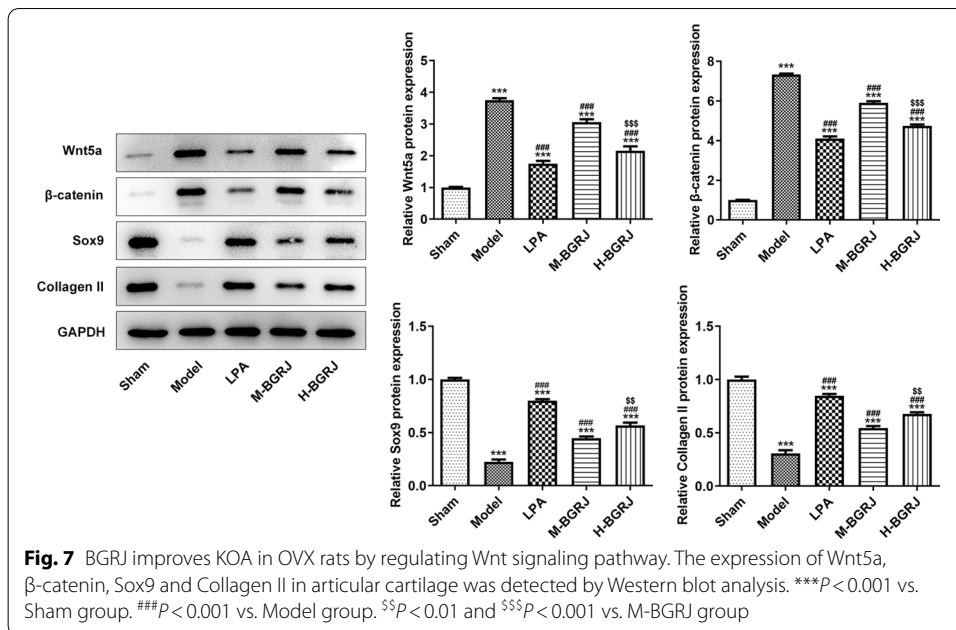 Wnt5a
β-catenin
Sox9
Collagen II
GAPDH
Sham
Model
LPA
M-BGRJ
H-BGRJ
Relative Wnt5a protein expression
5
4
3
2
1
0
***
###
***
###
***
$$$
###
***
Sham
Model
LPA
M-BGRJ
H-BGRJ
Relative β-catenin protein expression
8
6
4
2
0
***
###
***
###
***
$$$
###
***
Sham
Model
LPA
M-BGRJ
H-BGRJ
Relative Sox9 protein expression
1.5
1.0
0.5
0.0
***
###
***
###
***
$$
###
***
Sham
Model
LPA
M-BGRJ
H-BGRJ
Relative Collagen II protein expression
1.5
1.0
0.5
0.0
***
###
***
###
***
$$
###
***
Sham
Model
LPA
M-BGRJ
H-BGRJ
Fig. 7 BGRJ improves KOA in OVX rats by regulating Wnt signaling pathway. The expression of Wnt5a,
β-catenin, Sox9 and Collagen II in articular cartilage was detected by Western blot analysis. ***P < 0.001 vs.
Sham group. ###P < 0.001 vs. Model group. $$P < 0.01 and $$$P < 0.001 vs. M-BGRJ group